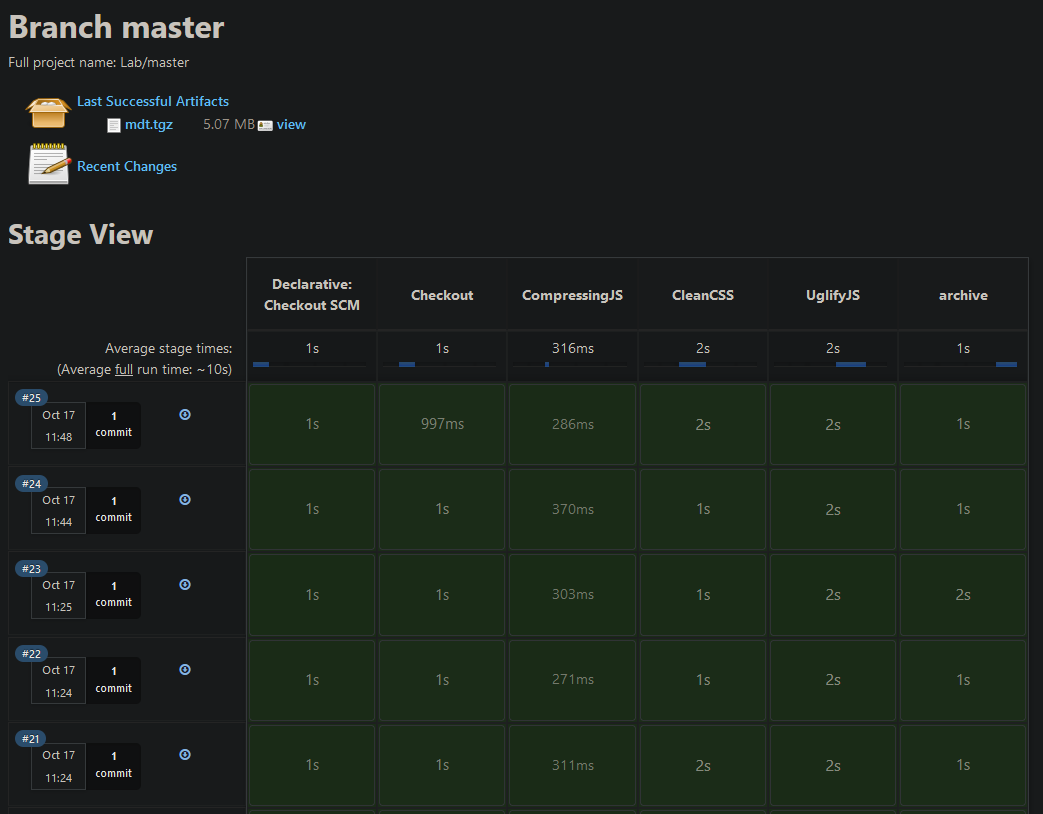 Branch master
Full project name: Lab/master
Last Successful Artifacts
mdt.tgz 5.07 MB view
Recent Changes
Stage View
Declarative: Checkout SCM
Checkout
CompressingJS
CleanCSS
UglifyJS
archive
Average stage times:
(Average full run time: ~10s)
1s 1s 316ms 2s 2s 1s
#25
Oct 17
11:48
1
commit
1s 997ms 286ms 2s 2s 1s
#24
Oct 17
11:44
1
commit
1s 1s 370ms 1s 2s 1s
#23
Oct 17
11:25
1
commit
1s 1s 303ms 1s 2s 2s
#22
Oct 17
11:24
1
commit
1s 1s 271ms 1s 2s 1s
#21
Oct 17
11:24
1
commit
1s 1s 311ms 2s 2s 1s